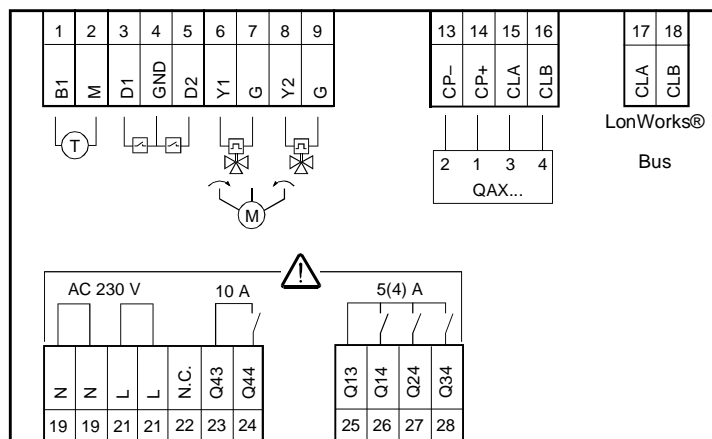 1 2 3 4 5 6 7 8 9
B1 M D1 GND D2 Y1 G Y2 G
T
M
13 14 15 16
CP– CP+ CLA CLB
2 1 3 4
QAX...
17 18
CLA CLB
LonWorks®
Bus
AC 230 V 10 A
N N L L N.C. Q43 Q44
19 19 21 21 22 23 24
5(4) A
Q13 Q14 Q24 Q34
25 26 27 28